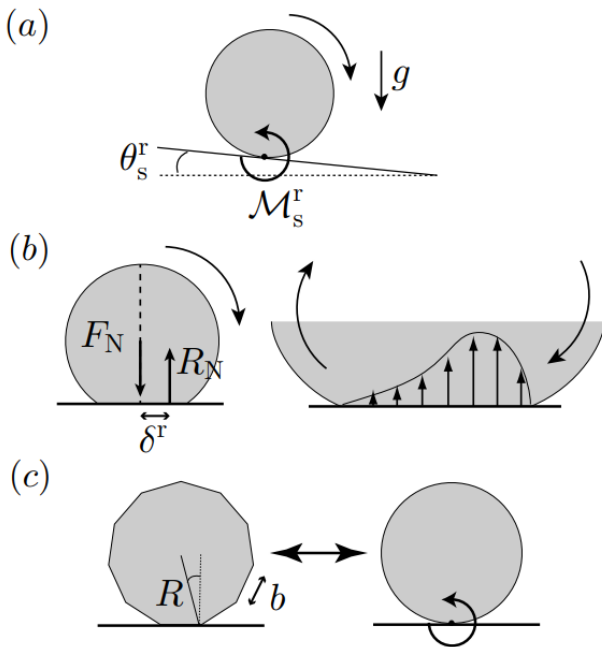 (a)
g
θ_s^r
ℳ_s^r
(b)
F_N
R_N
δ^r
(c)
R
b